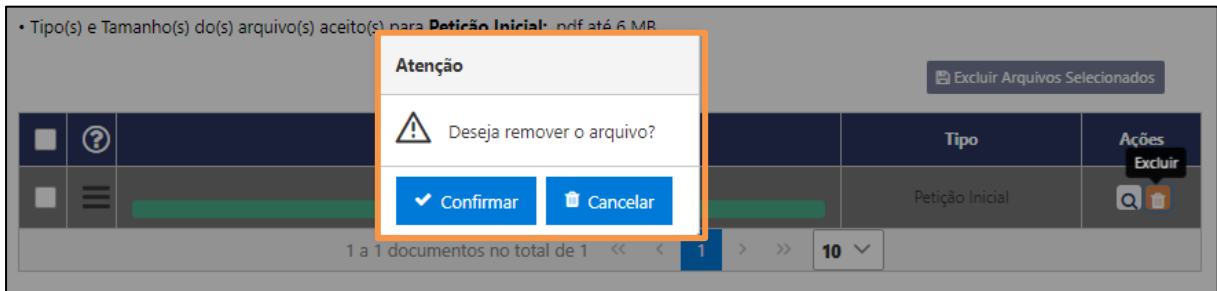 • Tipo(s) e Tamanho(s) do(s) arquivo(s) aceito(s) para Petição Inicial: .pdf até 6 MB
Atenção
Excluir Arquivos Selecionados
Deseja remover o arquivo?
Tipo
Ações
Excluir
Confirmar
Cancelar
Petição Inicial
1 a 1 documentos no total de 1 << < 1 > >> 10